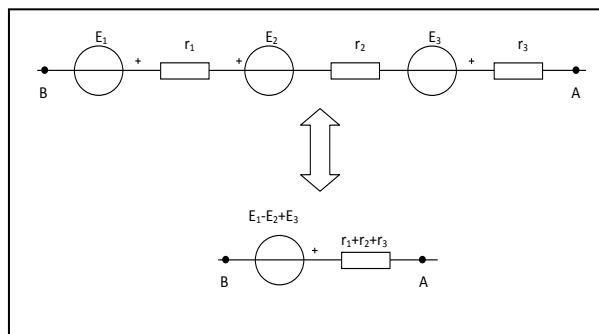 E₁ r₁ E₂ r₂ E₃ r₃
+ + +
B A
E₁-E₂+E₃
+ r₁+r₂+r₃
B A